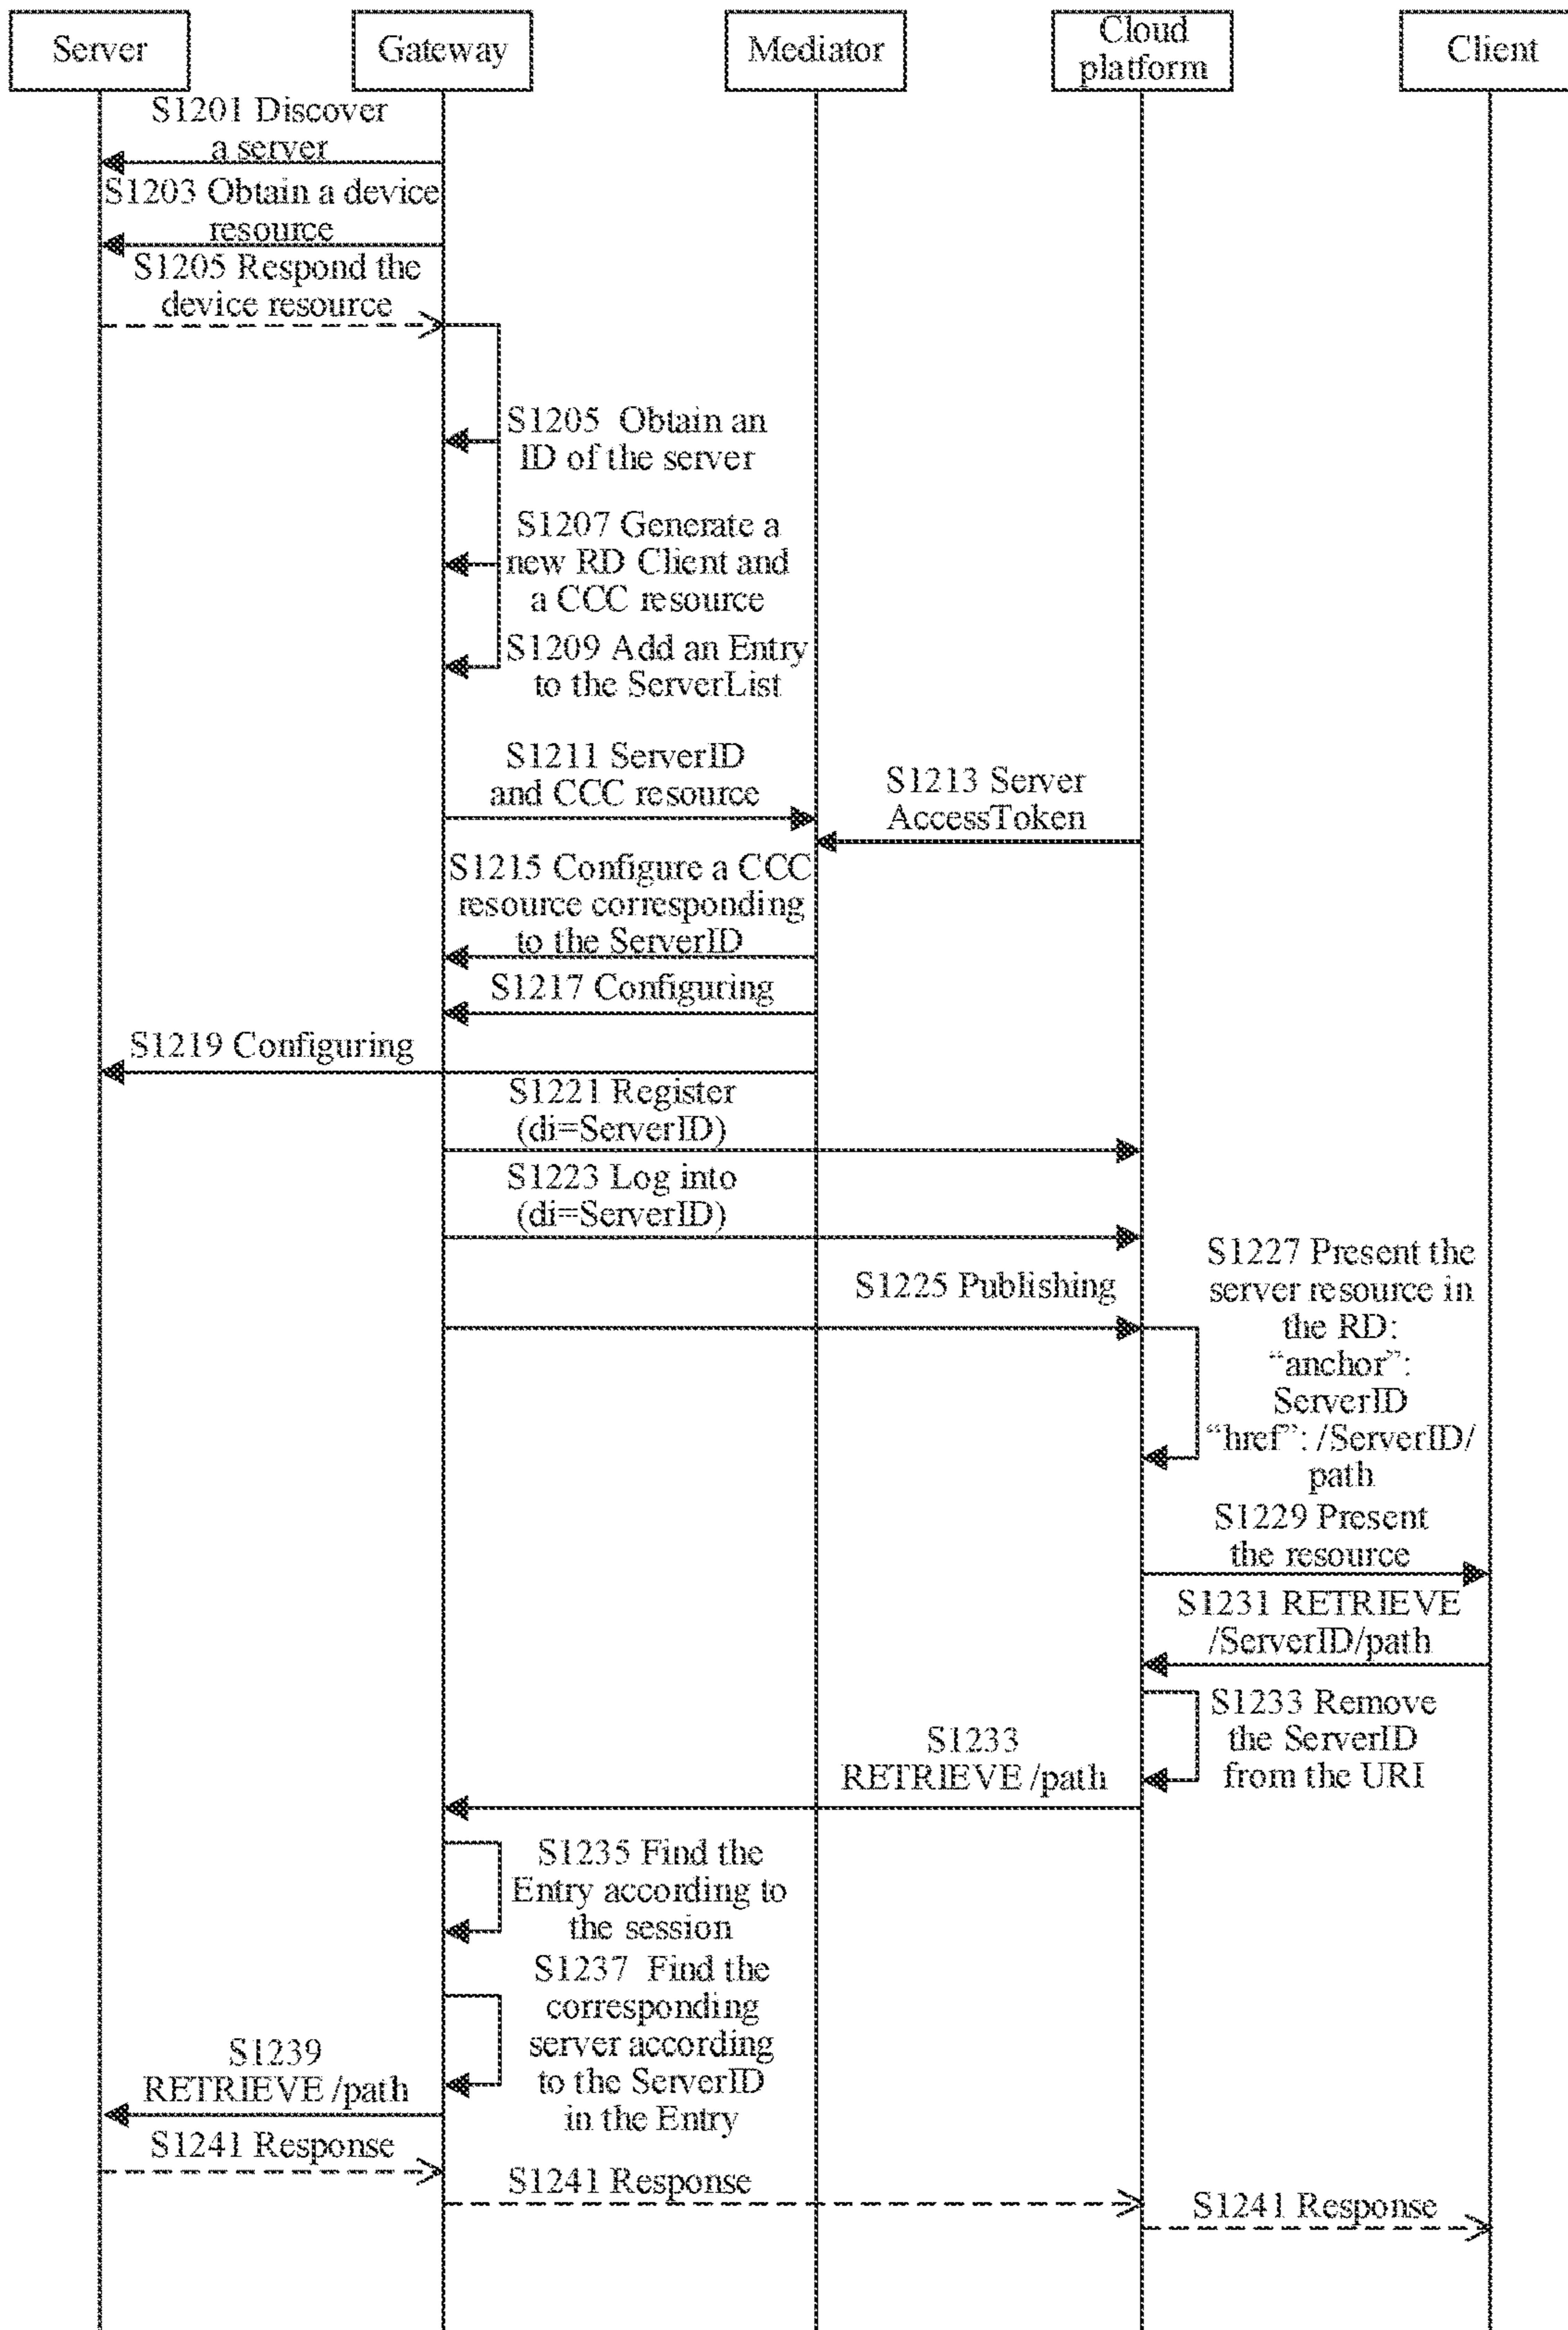 Server
Gateway
Mediator
Cloud
platform
Client
S1201 Discover
a server
S1203 Obtain a device
resource
S1205 Respond the
device resource
S1205 Obtain an
ID of the server
S1207 Generate a
new RD Client and
a CCC resource
S1209 Add an Entry
to the ServerList
S1211 ServerID
and CCC resource
S1213 Server
AccessToken
S1215 Configure a CCC
resource corresponding
to the ServerID
S1217 Configuring
S1219 Configuring
S1221 Register
(di=ServerID)
S1223 Log into
(di=ServerID)
S1225 Publishing
S1227 Present the
server resource in
the RD:
“anchor”:
ServerID
“href”: /ServerID/
path
S1229 Present
the resource
S1231 RETRIEVE
/ServerID/path
S1233 Remove
the ServerID
from the URI
S1233
RETRIEVE /path
S1235 Find the
Entry according to
the session
S1237 Find the
corresponding
server according
to the ServerID
in the Entry
S1239
RETRIEVE /path
S1241 Response
S1241 Response
S1241 Response